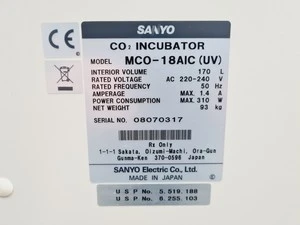 SANYO
CO₂ INCUBATOR
MODEL MCO-18AIC (UV)
INTERIOR VOLUME 170 L
RATED VOLTAGE AC 220-240 V
RATED FREQUENCY 50 Hz
AMPERAGE MAX. 1.4 A
POWER CONSUMPTION MAX. 310 W
NET WEIGHT 93 kg
SERIAL NO. 08070317
Rx Only
1-1-1 Sakata, Oizumi-Machi, Ora-Gun
Gunma-Ken 370-0596 Japan
SANYO Electric Co., Ltd.
MADE IN JAPAN
USP No. 5,519,188
USP No. 6,255,103
CE